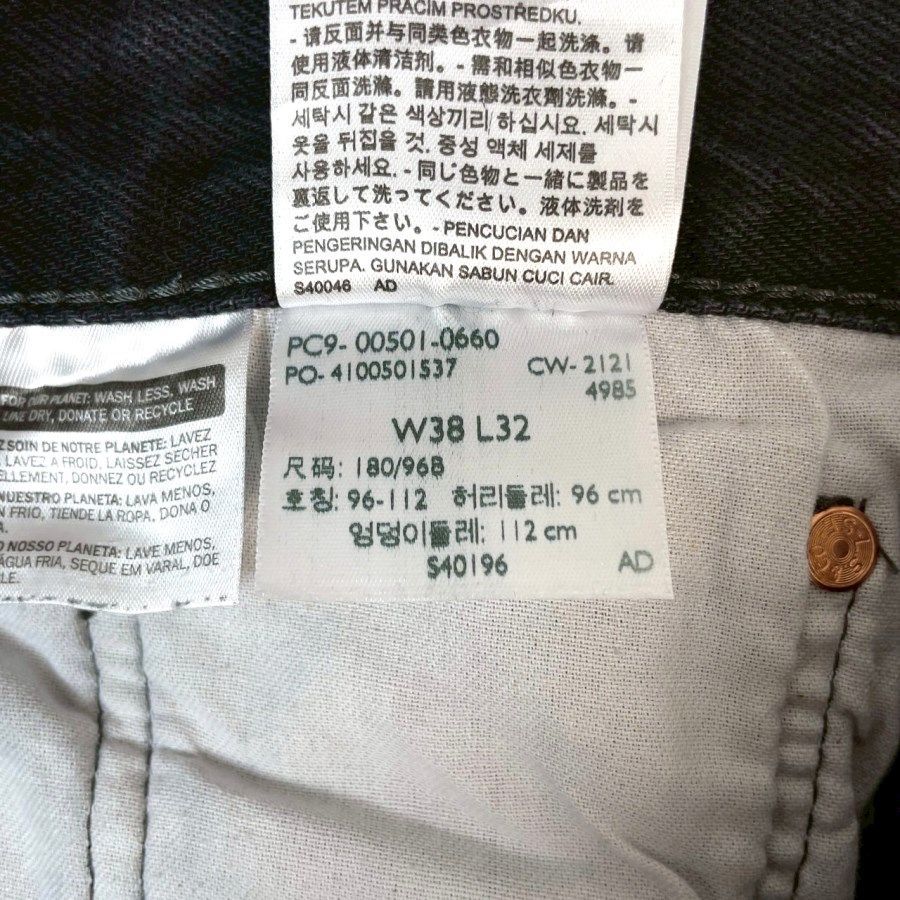 TEKUTÉM PRACÍM PROSTŘEDKU.
- 请反面并与同类色衣物一起洗涤。请
使用液体清洁剂。- 需和相似色衣物一
同反面洗滌。請用液態洗衣劑洗滌。-
세탁시 같은 색상끼리 하십시요. 세탁시
옷을 뒤집을 것. 중성 액체 세제를
사용하세요. - 同じ色物と一緒に製品を
裏返して洗ってください。液体洗剤を
ご使用下さい。- PENCUCIAN DAN
PENGERINGAN DIBALIK DENGAN WARNA
SERUPA. GUNAKAN SABUN CUCI CAIR.
S40046 AD
FOR OUR PLANET: WASH LESS, WASH
LINE DRY, DONATE OR RECYCLE
SOIN DE NOTRE PLANETE: LAVEZ
LAVEZ A FROID, LAISSEZ SÉCHER
DONNEZ OU RECYCLEZ
NUESTRO PLANETA: LAVA MENOS,
FRIO, TIENDE LA ROPA, DONA O
NOSSO PLANETA: LAVE MENOS,
ÁGUA FRIA, SEQUE EM VARAL, DOE
PC9- 00501-0660
PO- 4100501537 CW- 2121
4985
W38 L32
尺码: 180/96B
호칭: 96-112 허리둘레: 96 cm
엉덩이둘레: 112 cm
S40196 AD